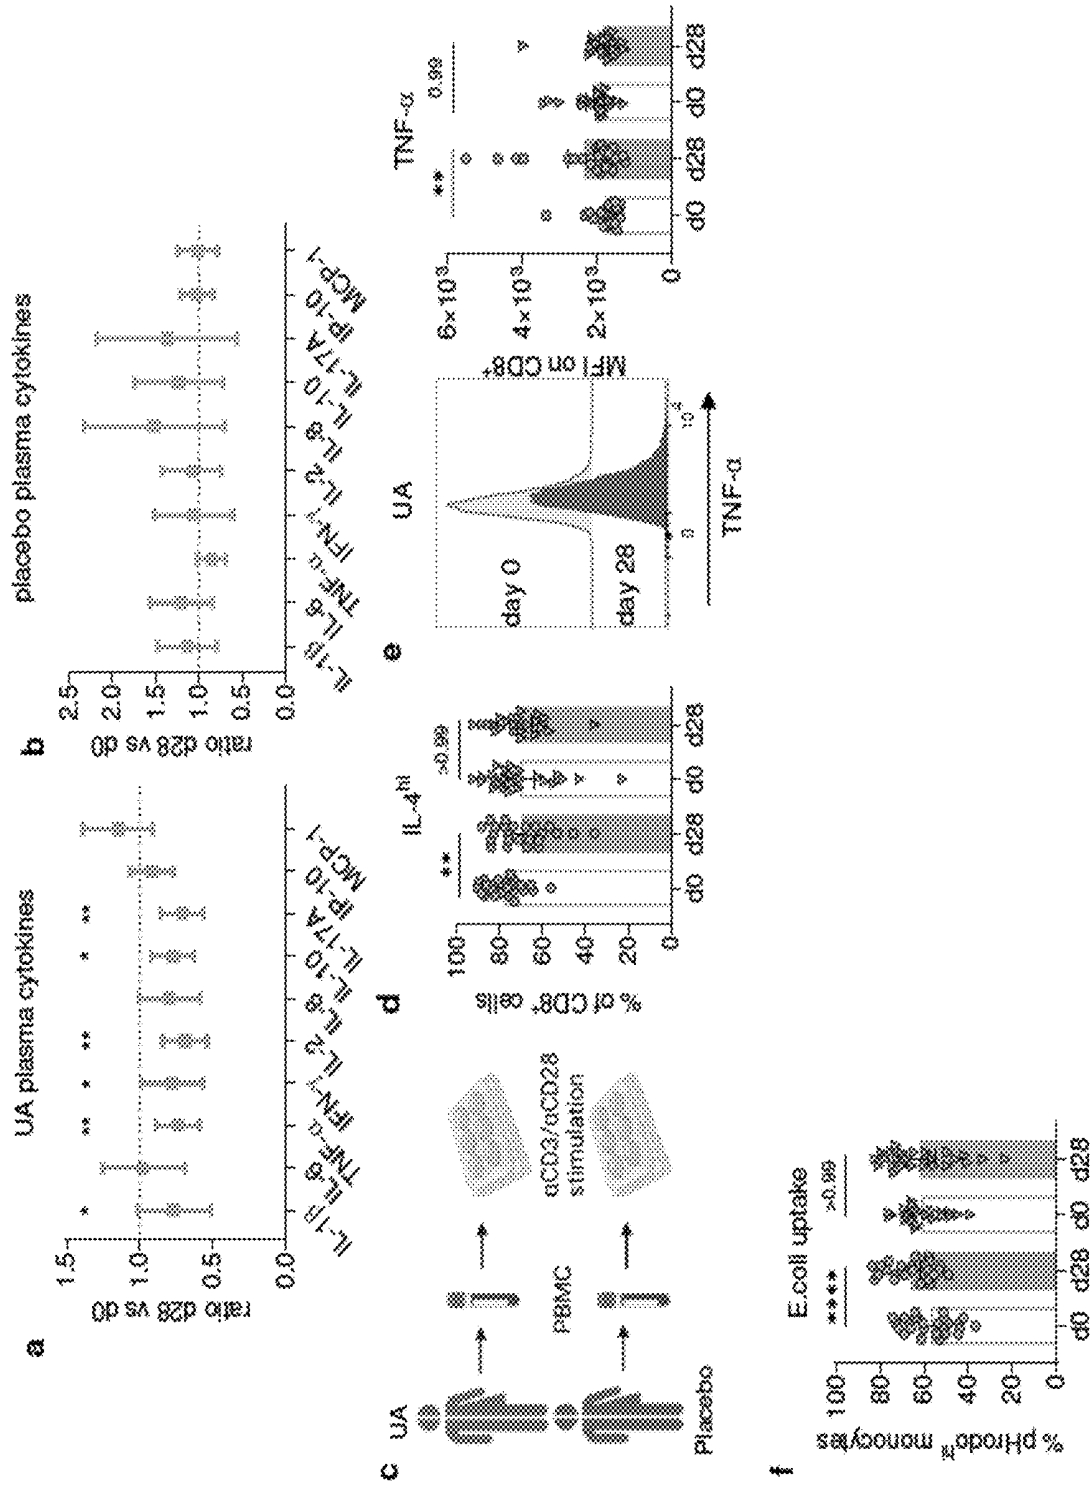 a
UA plasma cytokines
ratio d28 vs d0
1.5
1.0
0.5
0.0
* ** * ** * **
IL-1β IL-6 TNF-α IFN-γ IL-2 IL-8 IL-10 IL-17A IP-10 MCP-1
b
placebo plasma cytokines
ratio d28 vs d0
2.5
2.0
1.5
1.0
0.5
0.0
IL-1β IL-6 TNF-α IFN-γ IL-2 IL-8 IL-10 IL-17A IP-10 MCP-1
c
UA
PBMC
αCD3/αCD28
stimulation
Placebo
d
IL-4hi
% of CD8+ cells
** >0.99
100
80
60
40
20
0
d0 d28 d0 d28
e
UA
day 0
day 28
0 10^4
TNF-α
TNF-α
MFI on CD8+
** 0.99
6×10³
4×10³
2×10³
0
d0 d28 d0 d28
f
E.coli uptake
% pHrodohi monocytes
**** >0.99
100
80
60
40
20
0
d0 d28 d0 d28